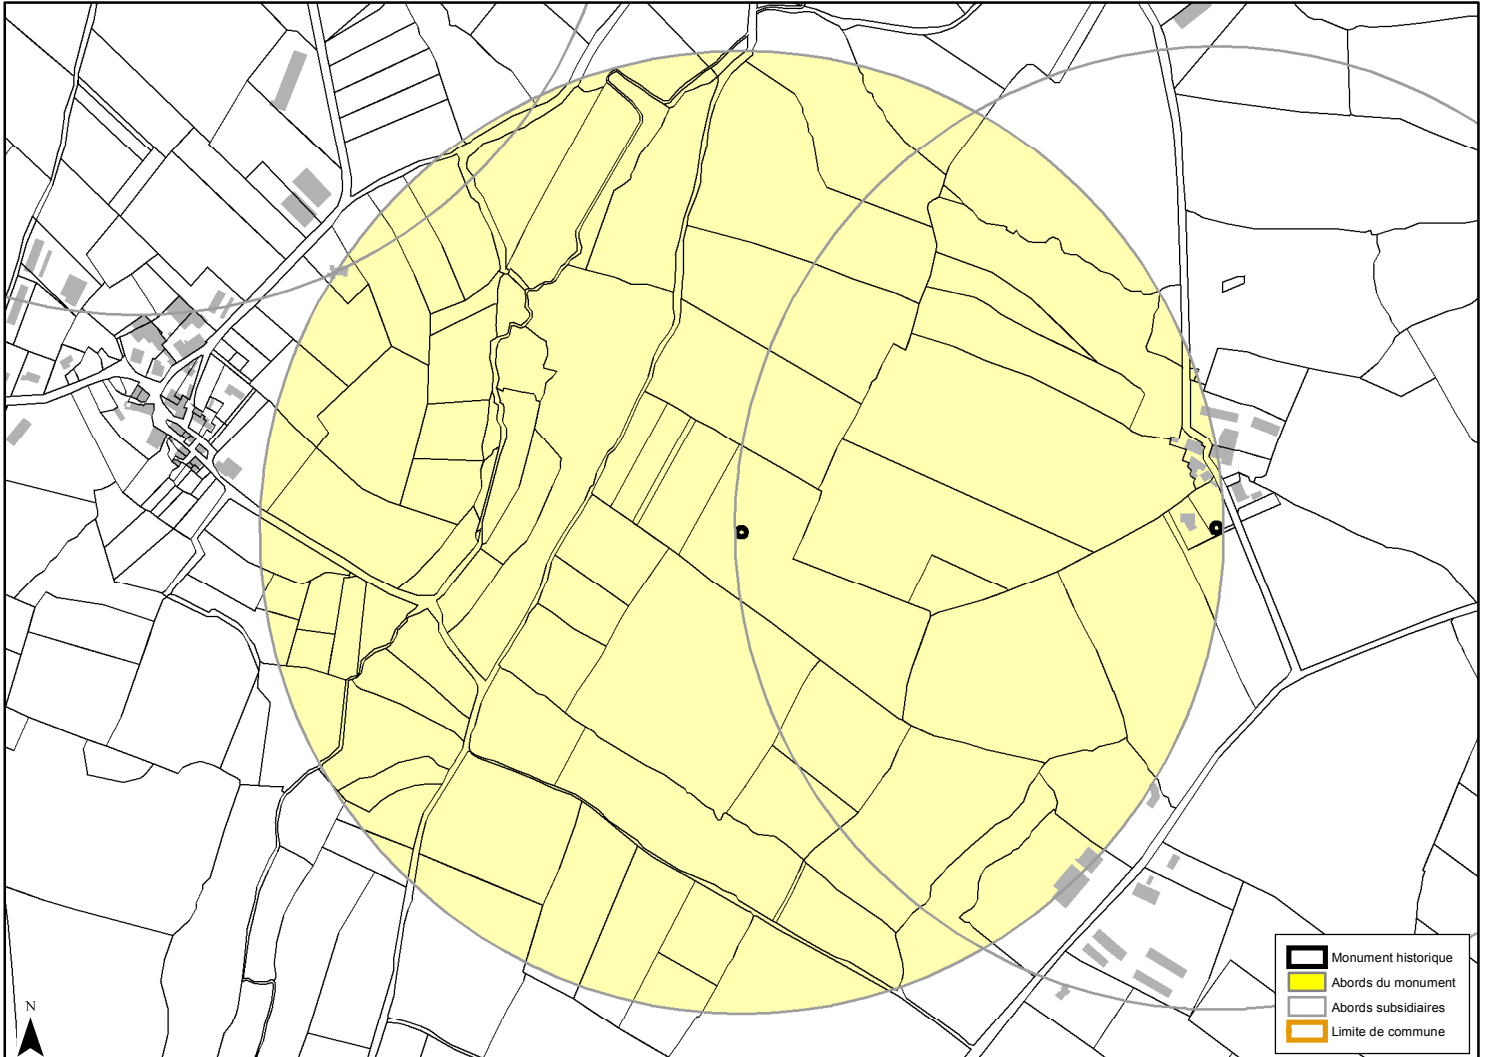 Monument historique
Abords du monument
Abords subsidiaires
Limite de commune
N